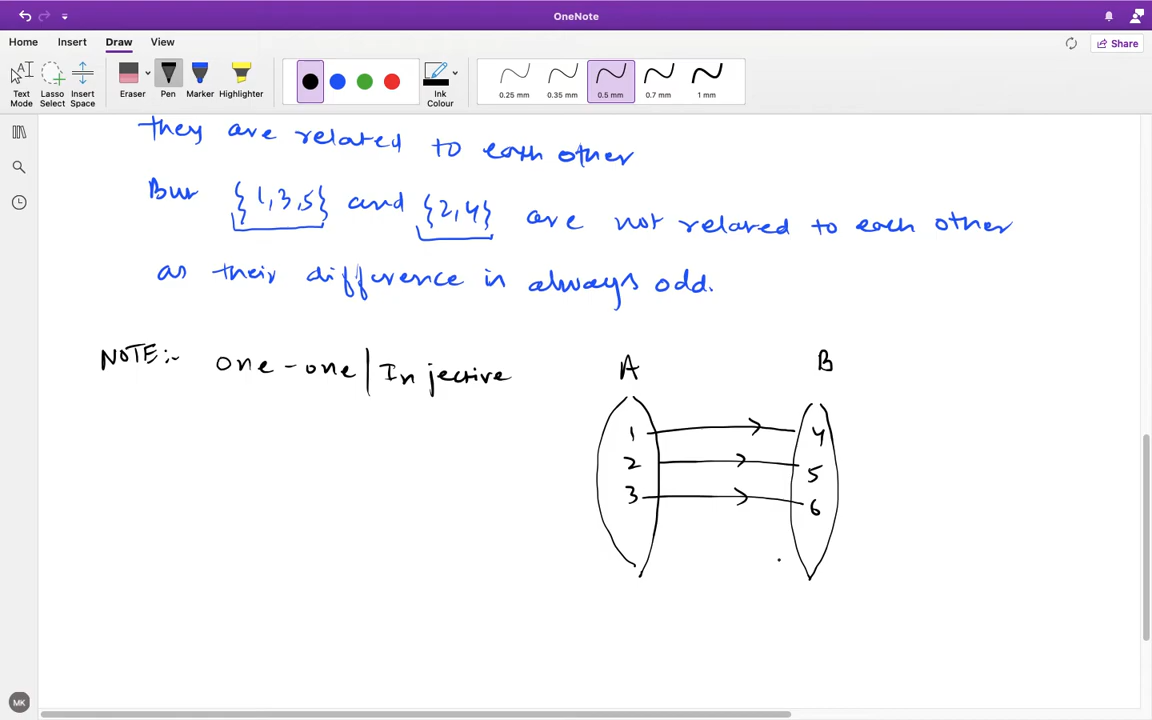 OneNote
Home Insert Draw View
Share
Text Mode Lasso Select Insert Space Eraser Pen Marker Highlighter Ink Colour 0.25 mm 0.35 mm 0.5 mm 0.7 mm 1 mm
they are related to each other
But {1,3,5} and {2,4} are not related to each other
as their difference in always odd.
NOTE:- one-one | Injective
A B
1 4
2 5
3 6
MK